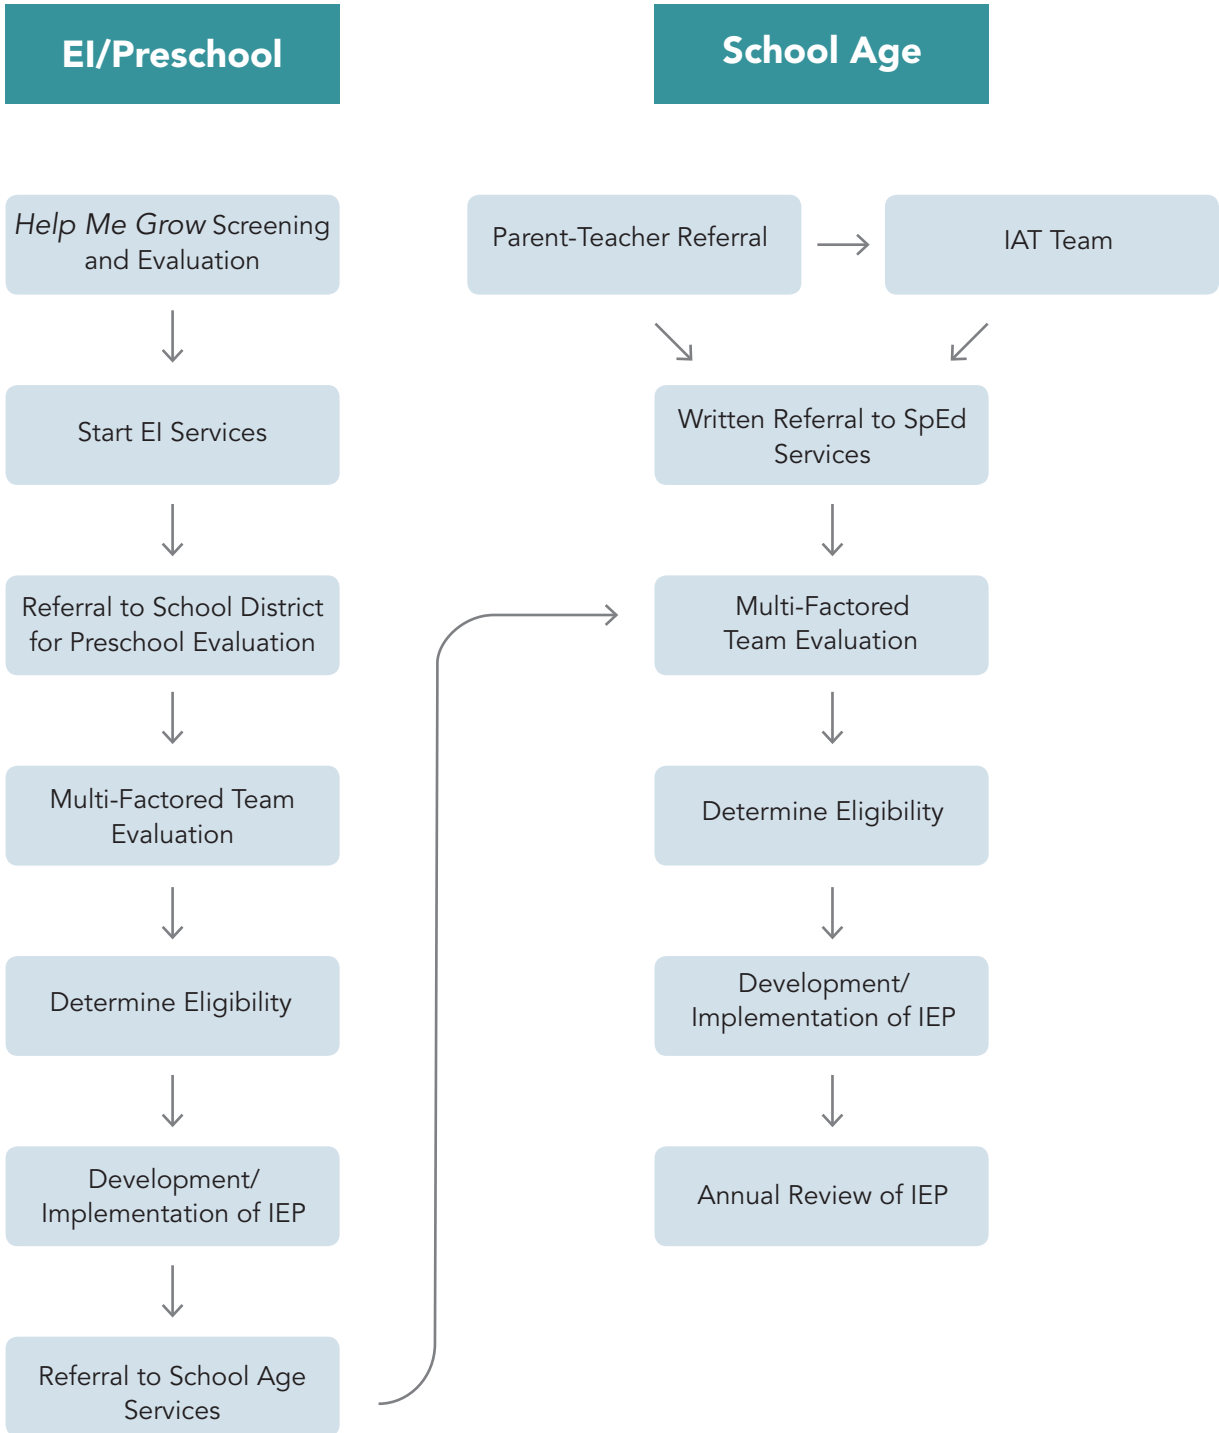 EI/Preschool
Help Me Grow Screening
and Evaluation
Start EI Services
Referral to School District
for Preschool Evaluation
Multi-Factored Team
Evaluation
Determine Eligibility
Development/
Implementation of IEP
Referral to School Age
Services
School Age
Parent-Teacher Referral
IAT Team
Written Referral to SpEd
Services
Multi-Factored
Team Evaluation
Determine Eligibility
Development/
Implementation of IEP
Annual Review of IEP